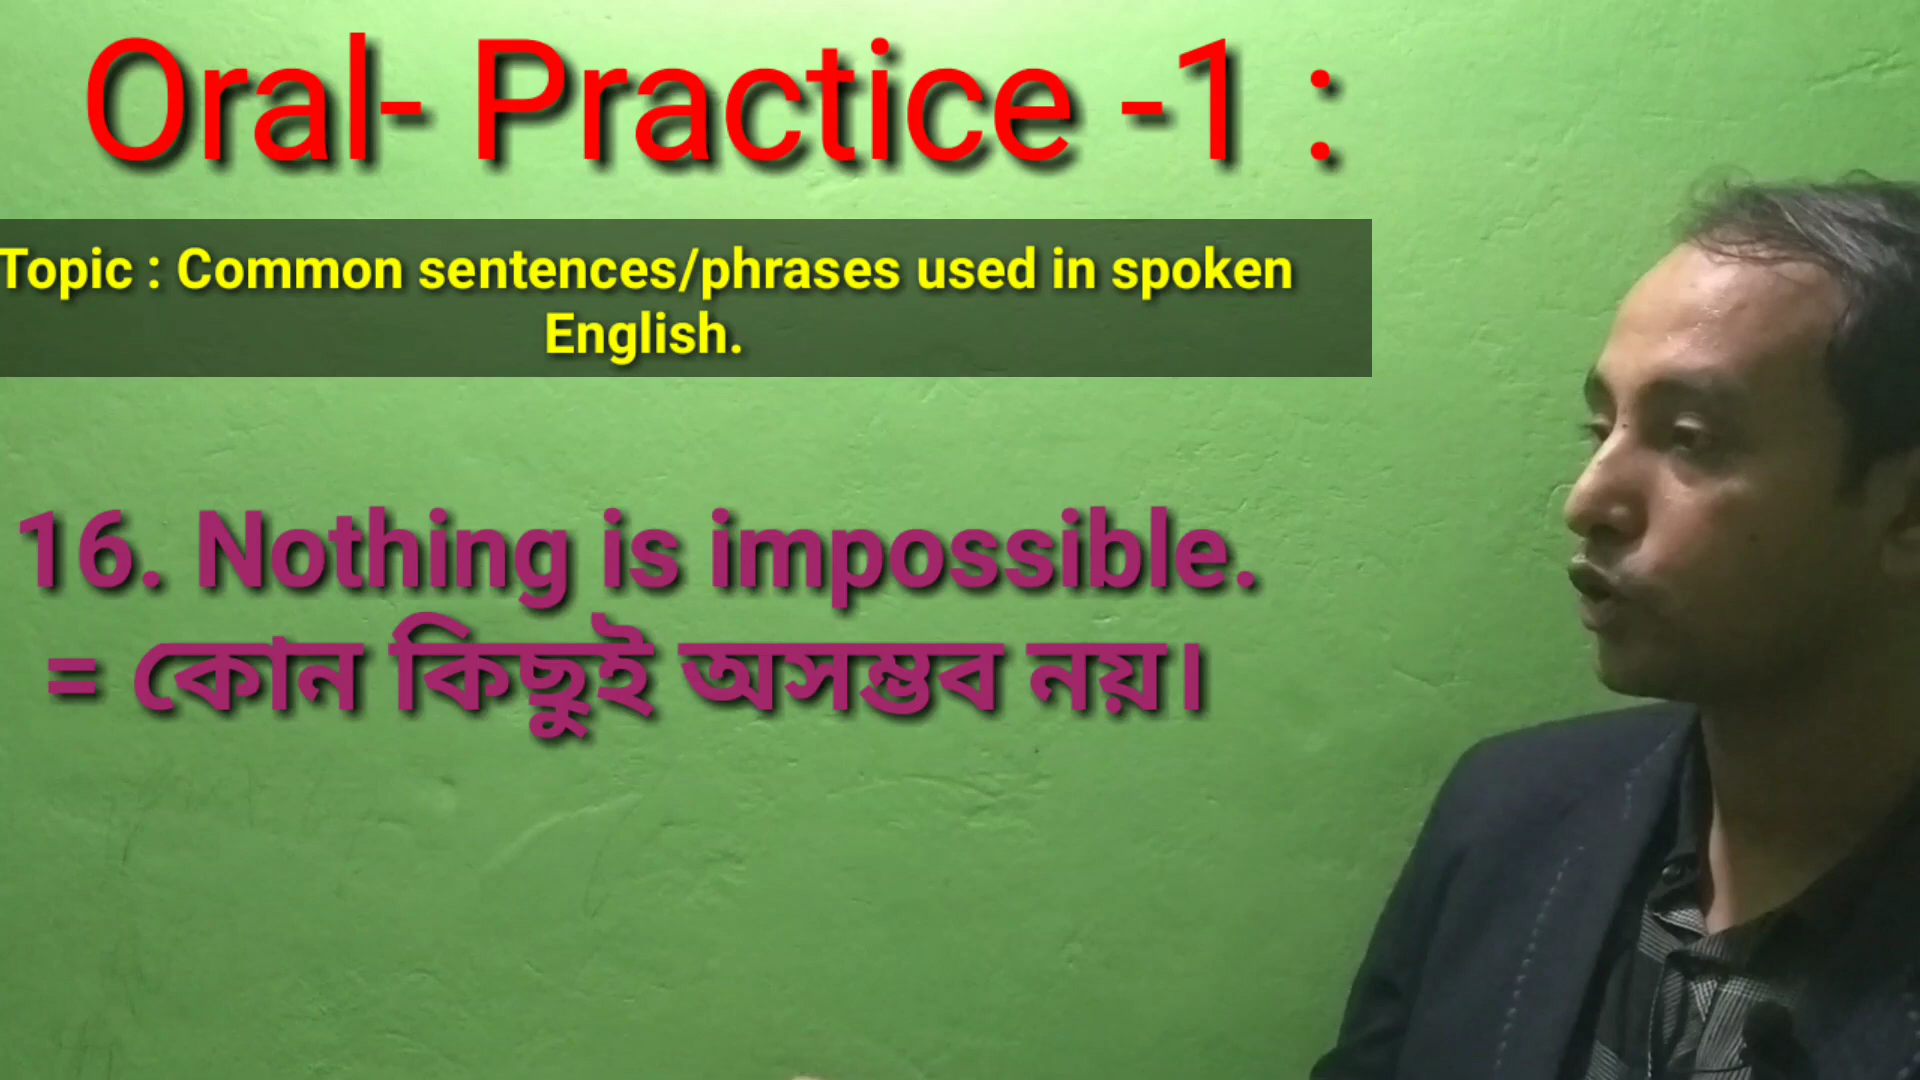 Oral- Practice -1 :
Topic : Common sentences/phrases used in spoken
English.
16. Nothing is impossible.
= কোন কিছুই অসম্ভব নয়।